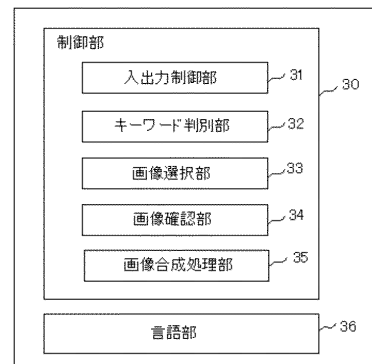 制御部
入出力制御部 31
30
キーワード判別部 32
画像選択部 33
画像確認部 34
画像合成処理部 35
言語部 36